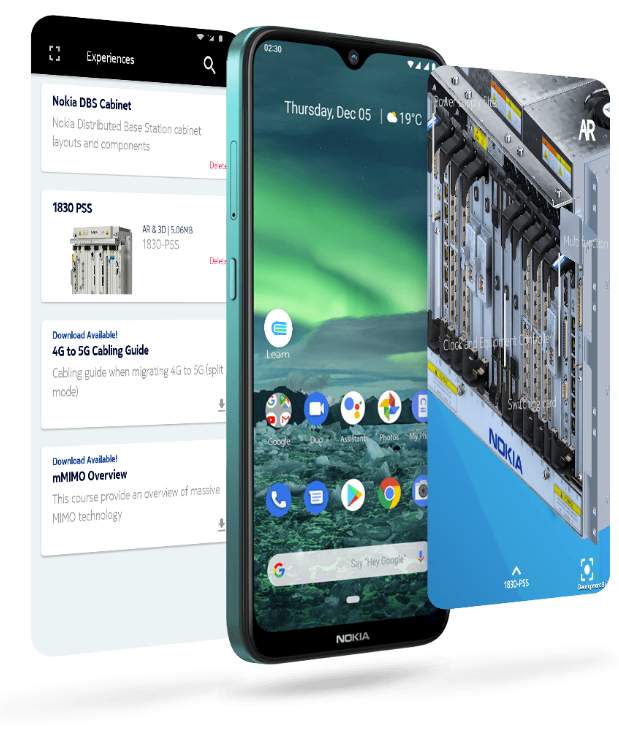 Experiences
Nokia DBS Cabinet
Nokia Distributed Base Station cabinet
layouts and components
Delete
1830 PSS
AR & 3D | 5.06MB
1830-PSS
Delete
Download Available!
4G to 5G Cabling Guide
Cabling guide when migrating 4G to 5G (split
mode)
Download Available!
mMIMO Overview
This course provide an overview of massive
MIMO technology
02:30
Thursday, Dec 05 | 19°C
Learn
Google
Duo
Assistants
Photos
My Ph
Say "Hey Google"
NOKIA
Power supply filter
AR
Clock and Equipment Controller
Switching card
NOKIA
1830-PSS